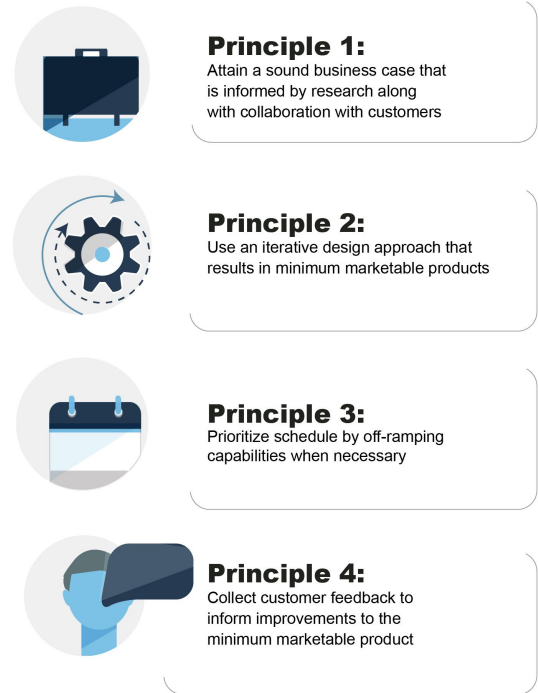 Principle 1:
Attain a sound business case that
is informed by research along
with collaboration with customers
Principle 2:
Use an iterative design approach that
results in minimum marketable products
Principle 3:
Prioritize schedule by off-ramping
capabilities when necessary
Principle 4:
Collect customer feedback to
inform improvements to the
minimum marketable product